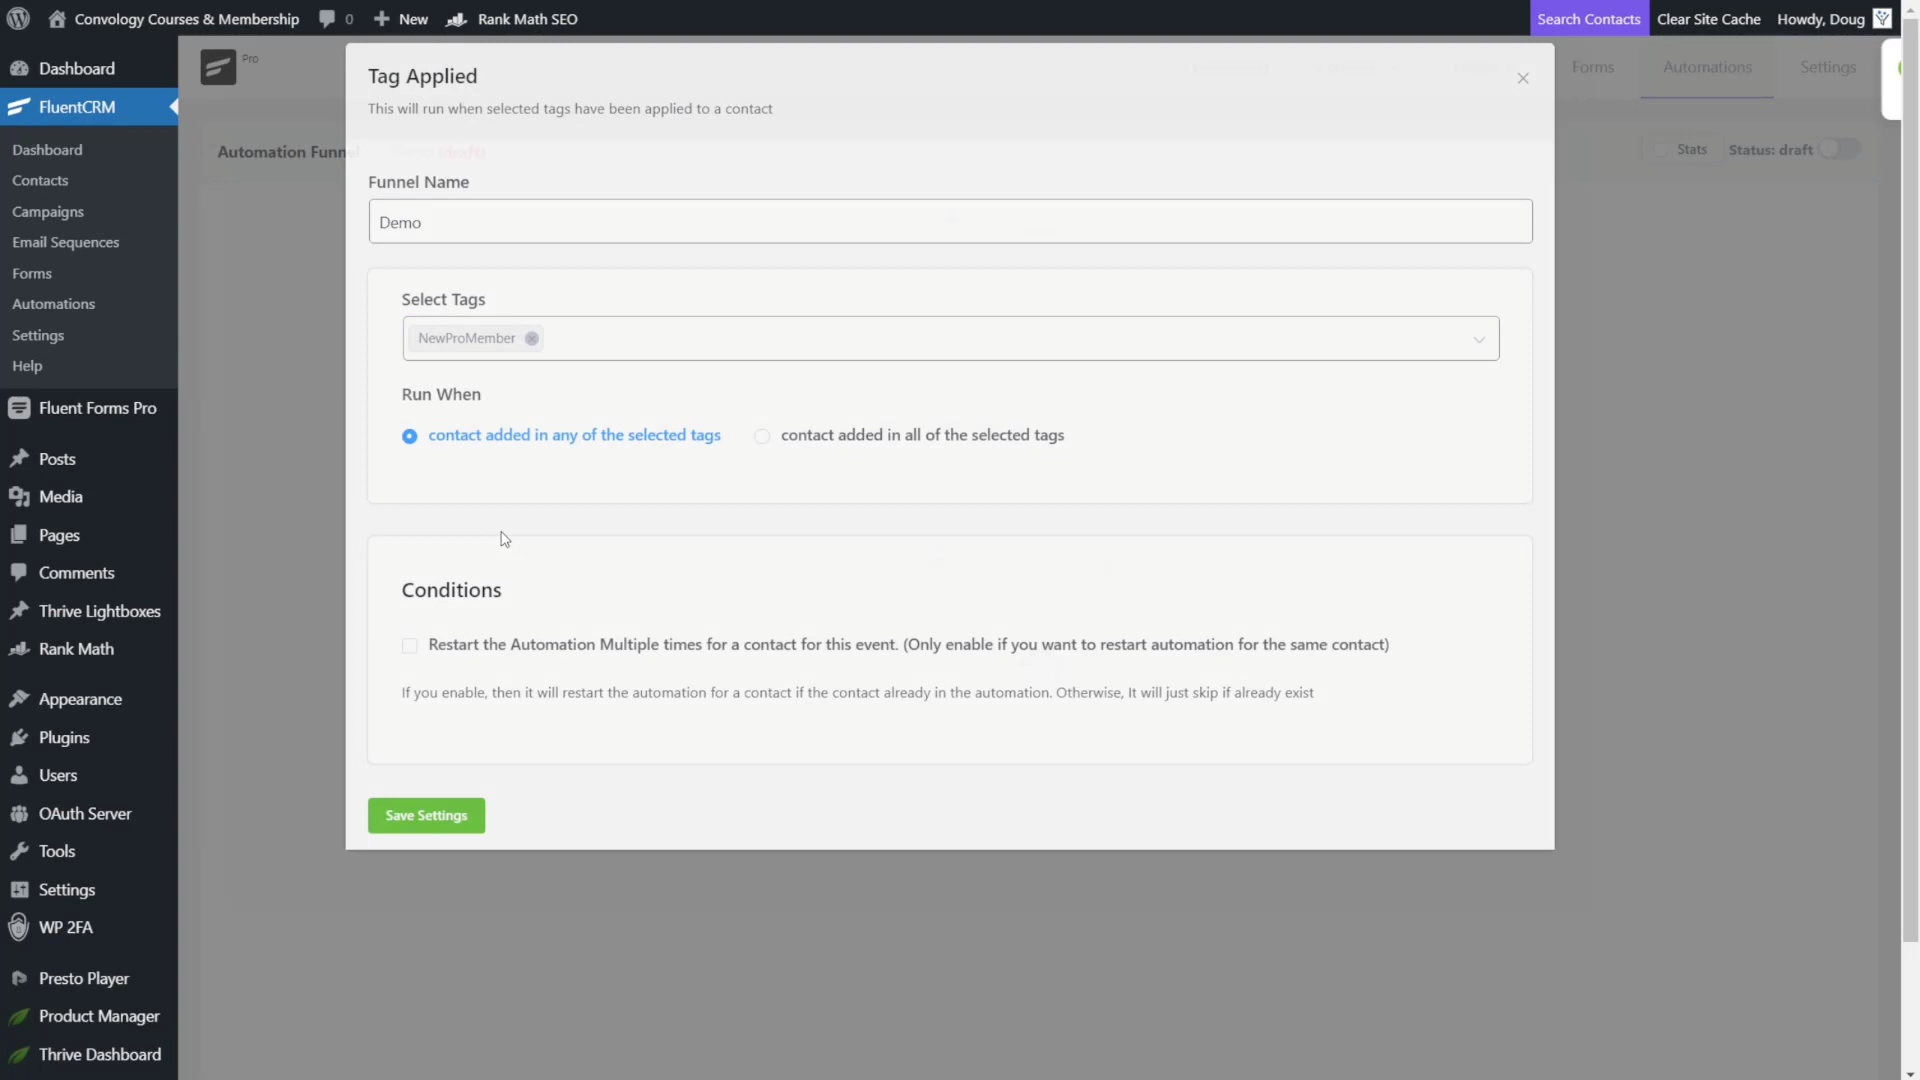 Convology Courses & Membership
0
New
Rank Math SEO
Search Contacts
Clear Site Cache
Howdy, Doug
Dashboard
FluentCRM
Dashboard
Contacts
Campaigns
Email Sequences
Forms
Automations
Settings
Help
Fluent Forms Pro
Posts
Media
Pages
Comments
Thrive Lightboxes
Rank Math
Appearance
Plugins
Users
OAuth Server
Tools
Settings
WP 2FA
Presto Player
Product Manager
Thrive Dashboard
Pro
Forms
Automations
Settings
Automation Funne
(draft)
Stats
Status: draft
Tag Applied
This will run when selected tags have been applied to a contact
Funnel Name
Demo
Select Tags
NewProMember
Run When
contact added in any of the selected tags
contact added in all of the selected tags
Conditions
Restart the Automation Multiple times for a contact for this event. (Only enable if you want to restart automation for the same contact)
If you enable, then it will restart the automation for a contact if the contact already in the automation. Otherwise, It will just skip if already exist
Save Settings